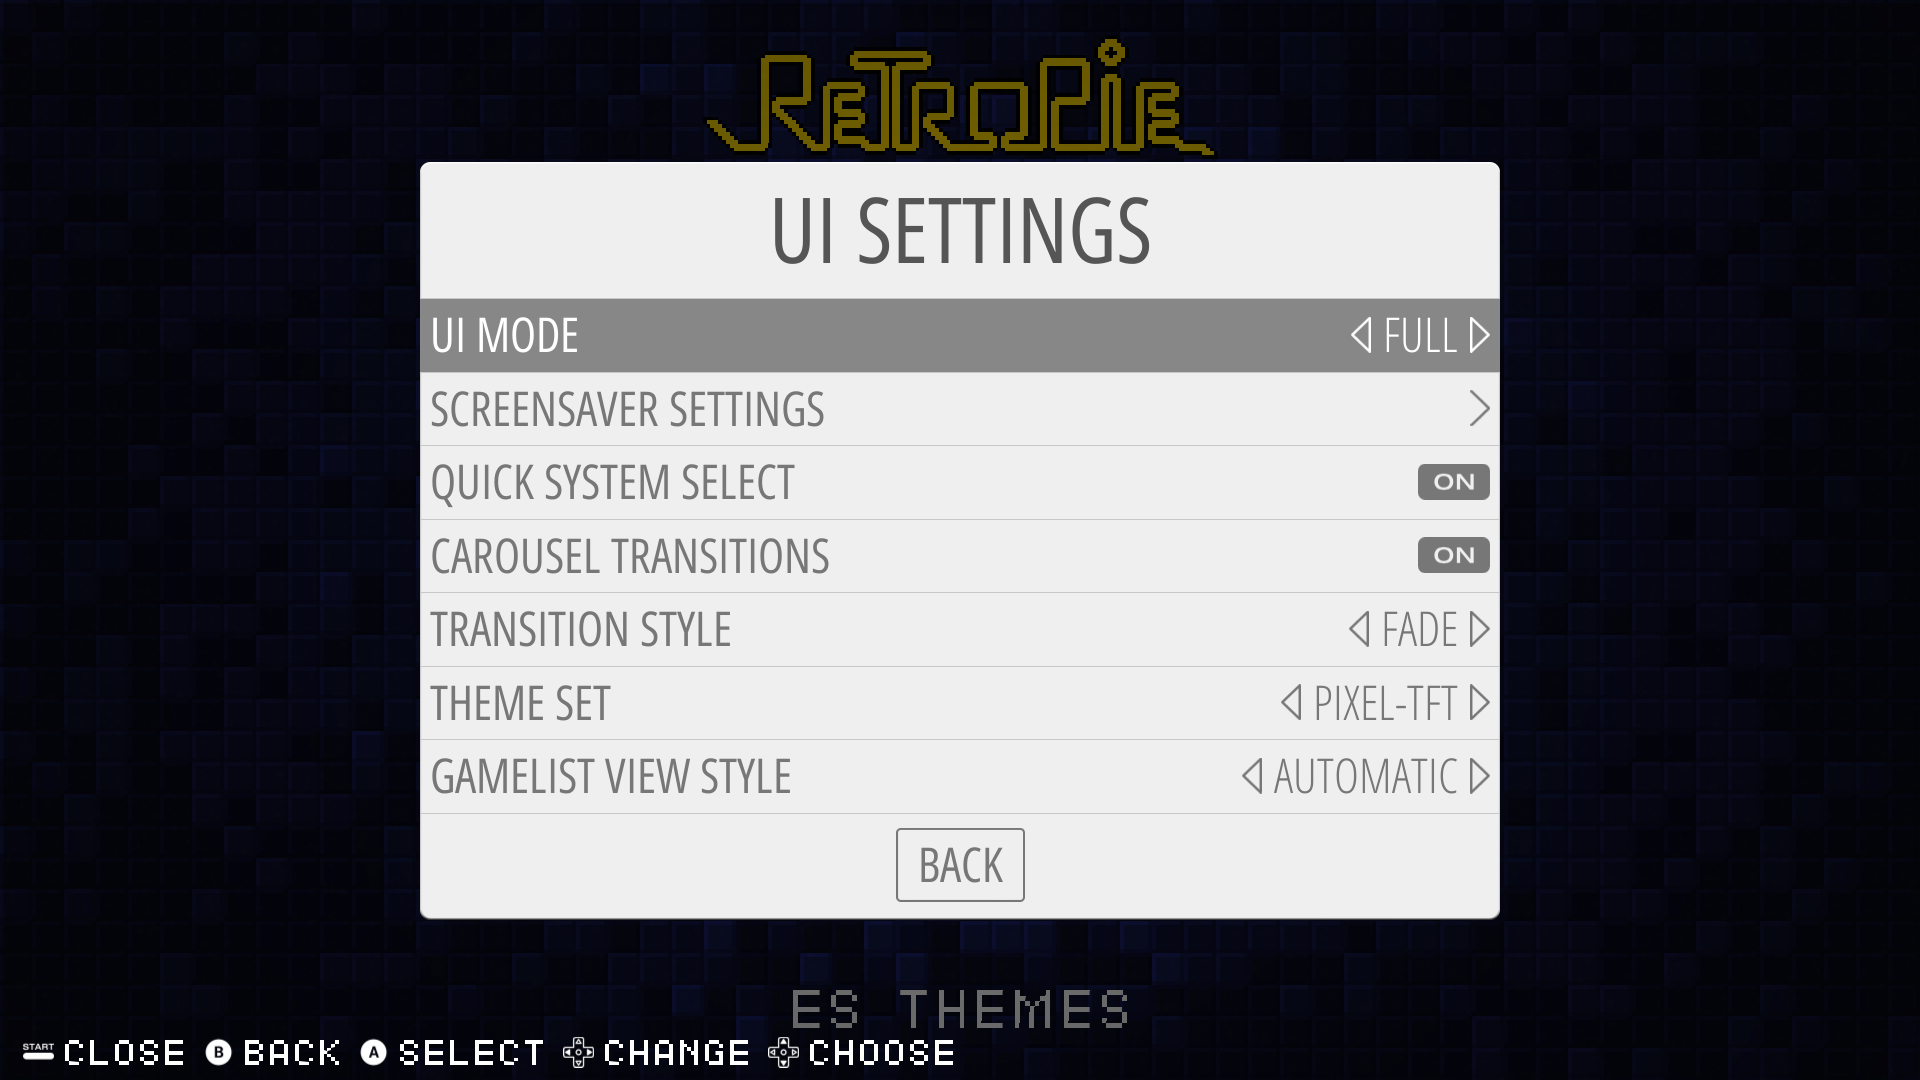 RETROPIE
UI SETTINGS
UI MODE FULL
SCREENSAVER SETTINGS
QUICK SYSTEM SELECT ON
CAROUSEL TRANSITIONS ON
TRANSITION STYLE FADE
THEME SET PIXEL-TFT
GAMELIST VIEW STYLE AUTOMATIC
BACK
ES THEMES
START CLOSE B BACK A SELECT CHANGE CHOOSE